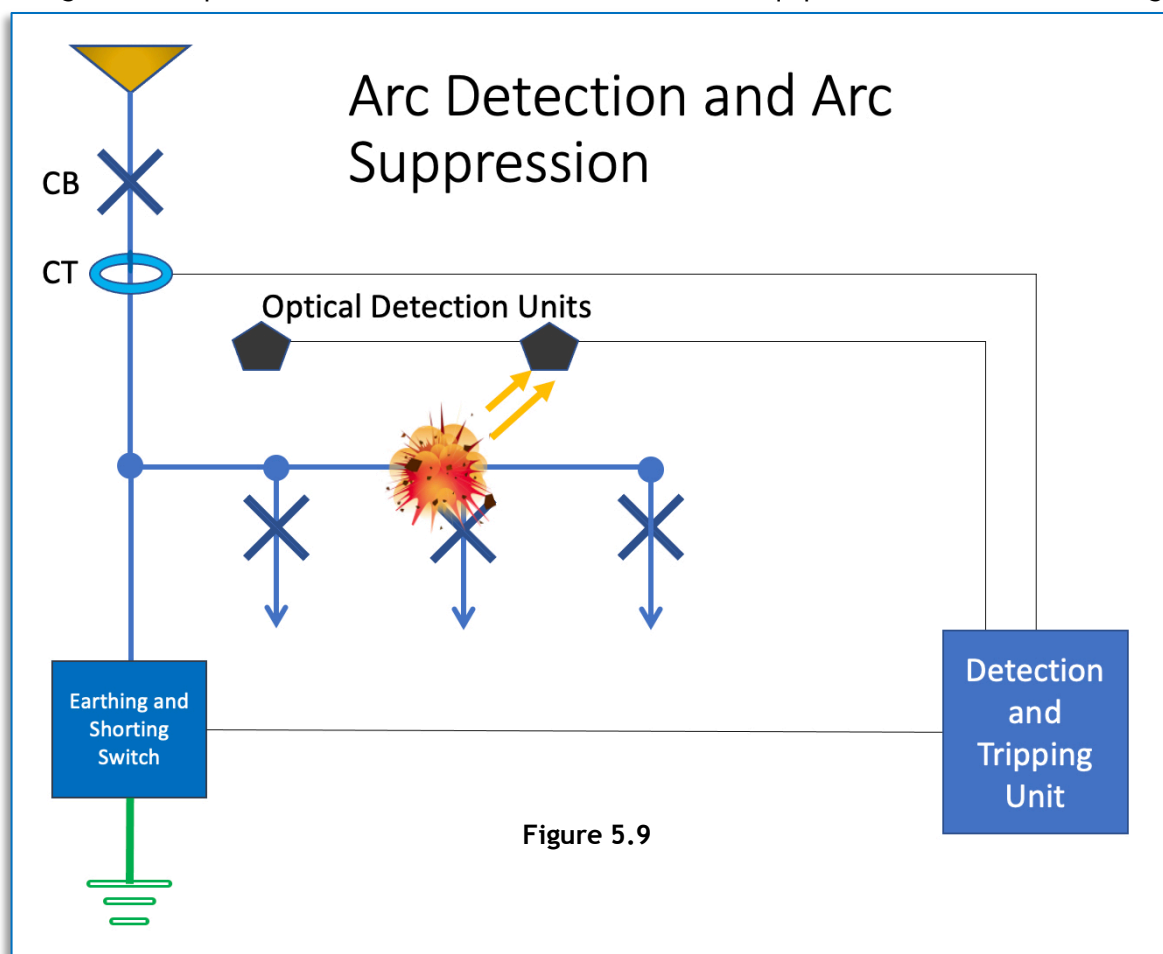 Arc Detection and Arc
Suppression
CB
CT
Optical Detection Units
Earthing and
Shorting
Switch
Detection
and
Tripping
Unit
Figure 5.9